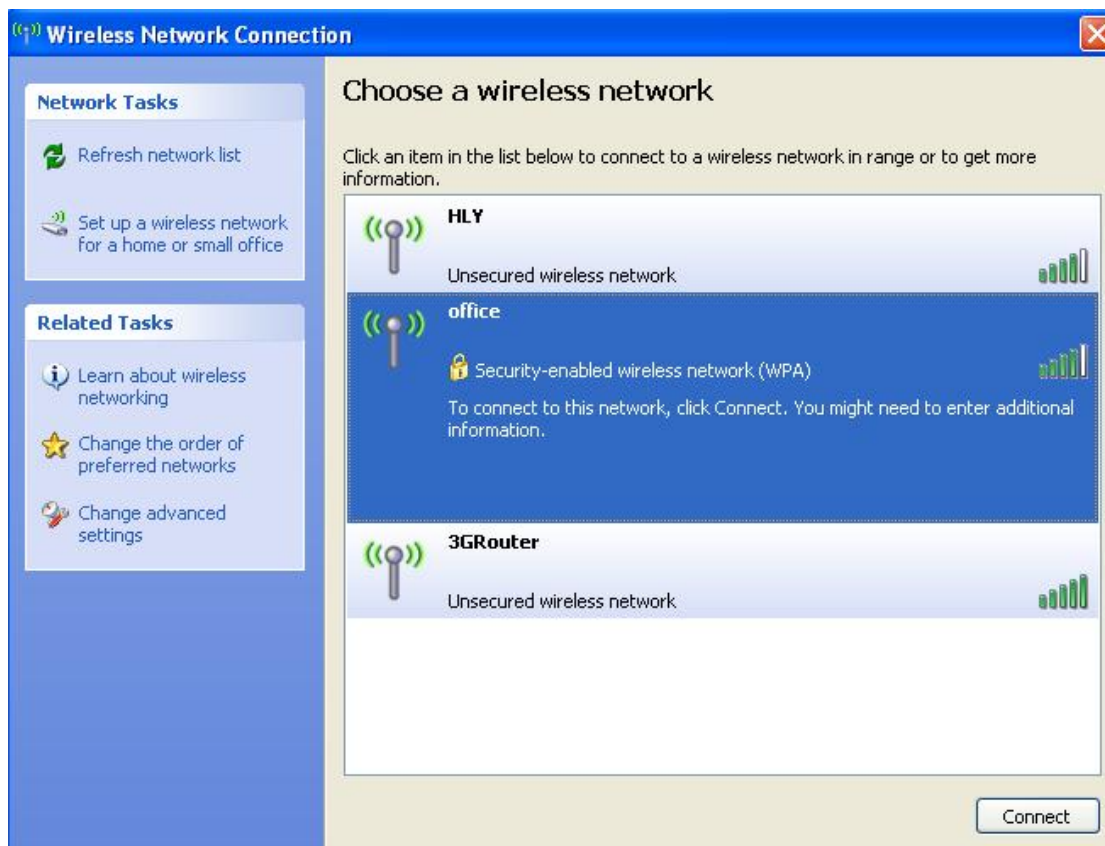 Wireless Network Connection
Network Tasks
Refresh network list
Set up a wireless network
for a home or small office
Related Tasks
Learn about wireless
networking
Change the order of
preferred networks
Change advanced
settings
Choose a wireless network
Click an item in the list below to connect to a wireless network in range or to get more
information.
HLY
Unsecured wireless network
office
Security-enabled wireless network (WPA)
To connect to this network, click Connect. You might need to enter additional
information.
3GRouter
Unsecured wireless network
Connect